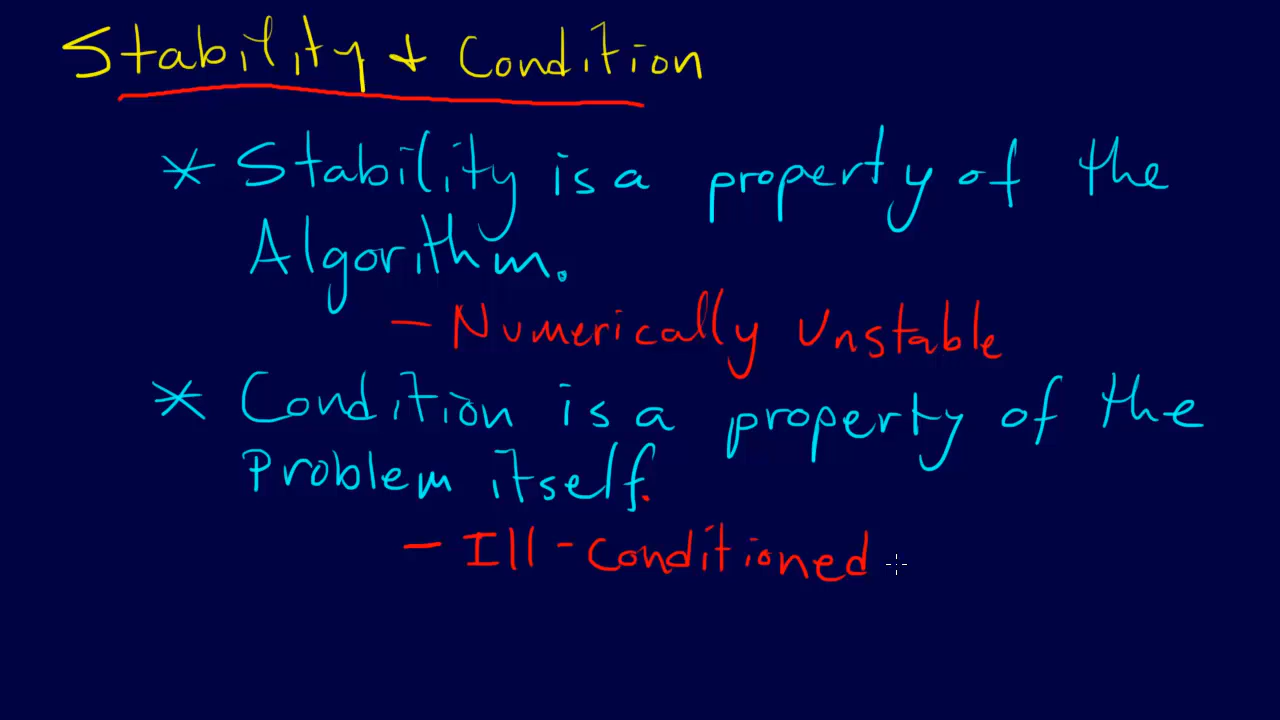 Stability + Condition
* Stability is a property of the
Algorithm.
- Numerically Unstable
* Condition is a property of the
Problem itself.
- Ill-Conditioned